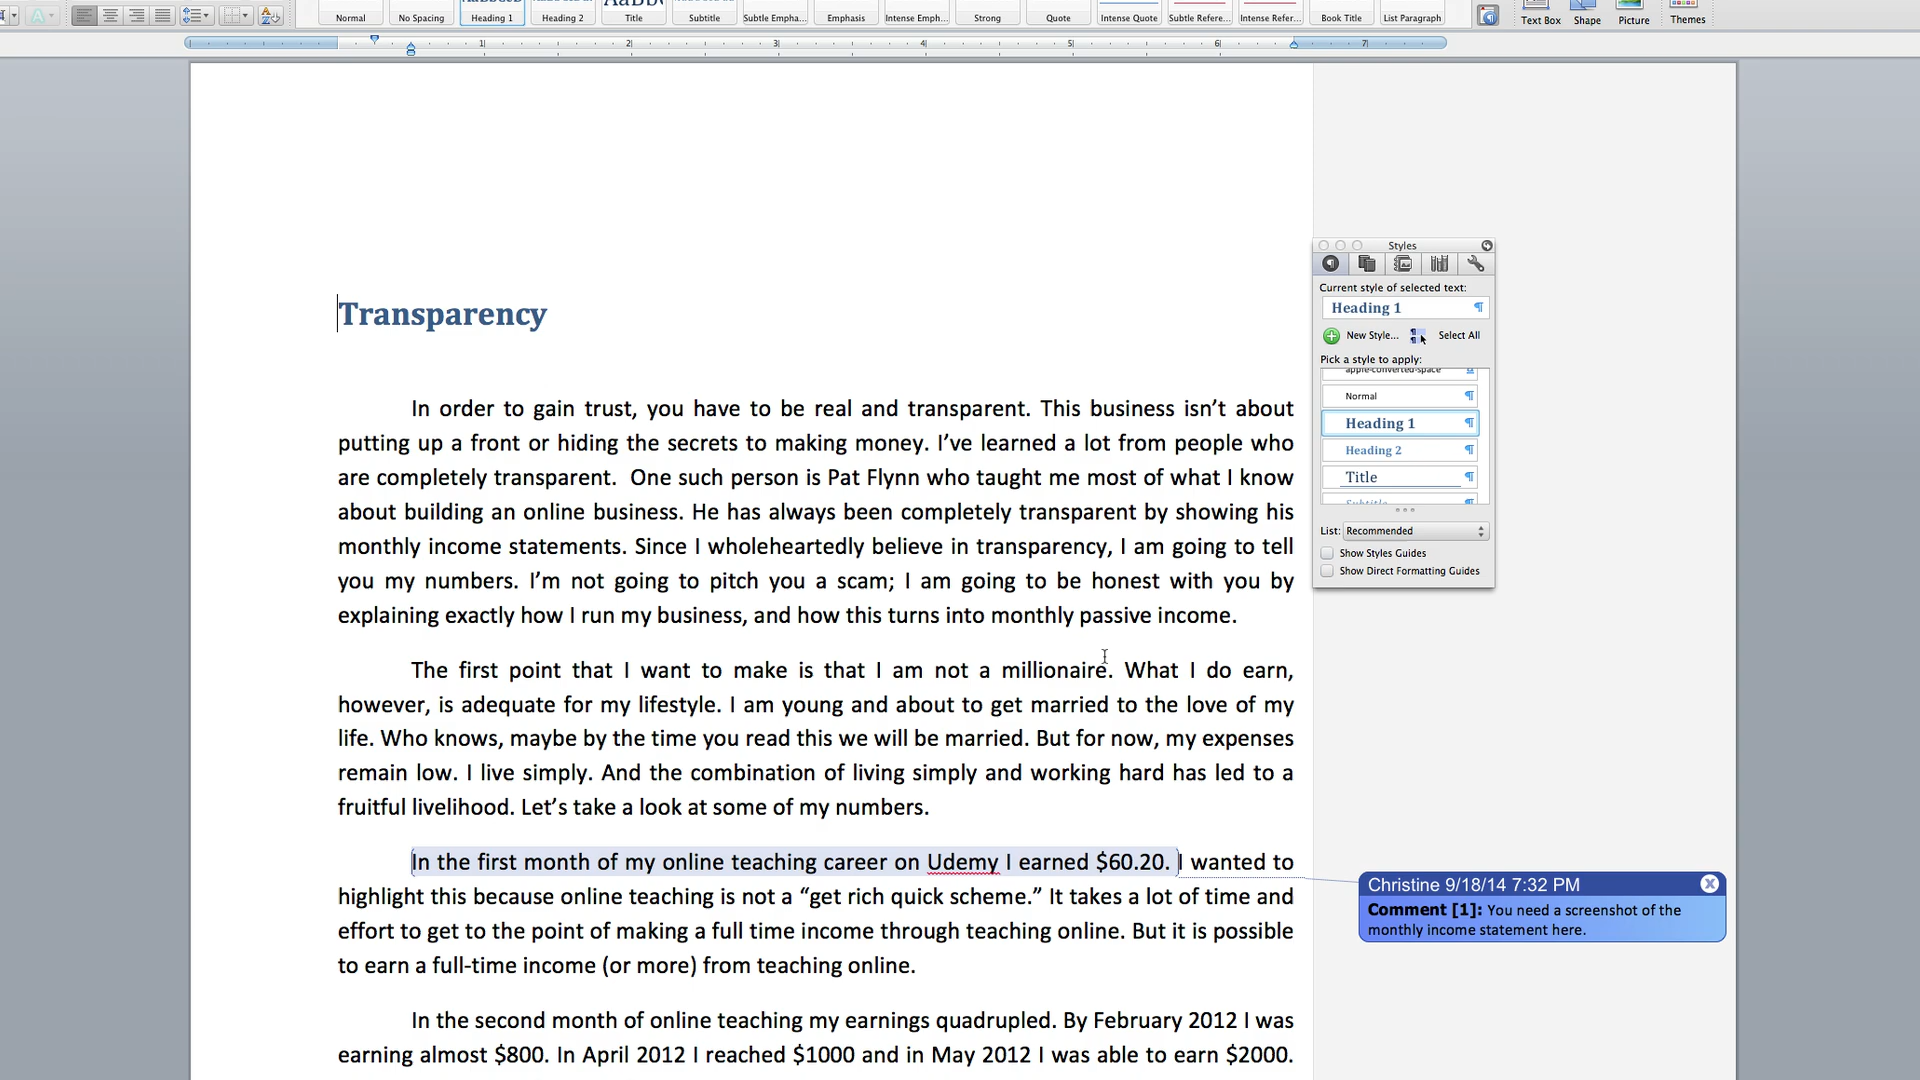 Normal
No Spacing
Heading 1
Heading 2
Title
Subtitle
Subtle Empha...
Emphasis
Intense Emph...
Strong
Quote
Intense Quote
Subtle Refere...
Intense Refer...
Book Title
List Paragraph
Text Box
Shape
Picture
Themes
1
2
3
4
5
6
7
Transparency
In order to gain trust, you have to be real and transparent. This business isn’t about
putting up a front or hiding the secrets to making money. I’ve learned a lot from people who
are completely transparent.  One such person is Pat Flynn who taught me most of what I know
about building an online business. He has always been completely transparent by showing his
monthly income statements. Since I wholeheartedly believe in transparency, I am going to tell
you my numbers. I’m not going to pitch you a scam; I am going to be honest with you by
explaining exactly how I run my business, and how this turns into monthly passive income.
The first point that I want to make is that I am not a millionaire. What I do earn,
however, is adequate for my lifestyle. I am young and about to get married to the love of my
life. Who knows, maybe by the time you read this we will be married. But for now, my expenses
remain low. I live simply. And the combination of living simply and working hard has led to a
fruitful livelihood. Let’s take a look at some of my numbers.
In the first month of my online teaching career on Udemy I earned $60.20. I wanted to
highlight this because online teaching is not a “get rich quick scheme.” It takes a lot of time and
effort to get to the point of making a full time income through teaching online. But it is possible
to earn a full-time income (or more) from teaching online.
In the second month of online teaching my earnings quadrupled. By February 2012 I was
earning almost $800. In April 2012 I reached $1000 and in May 2012 I was able to earn $2000.
Styles
Current style of selected text:
Heading 1
New Style...
Select All
Pick a style to apply:
apple-converted-space
Normal
Heading 1
Heading 2
Title
Subtitle
List: Recommended
Show Styles Guides
Show Direct Formatting Guides
Christine 9/18/14 7:32 PM
Comment [1]: You need a screenshot of the
monthly income statement here.